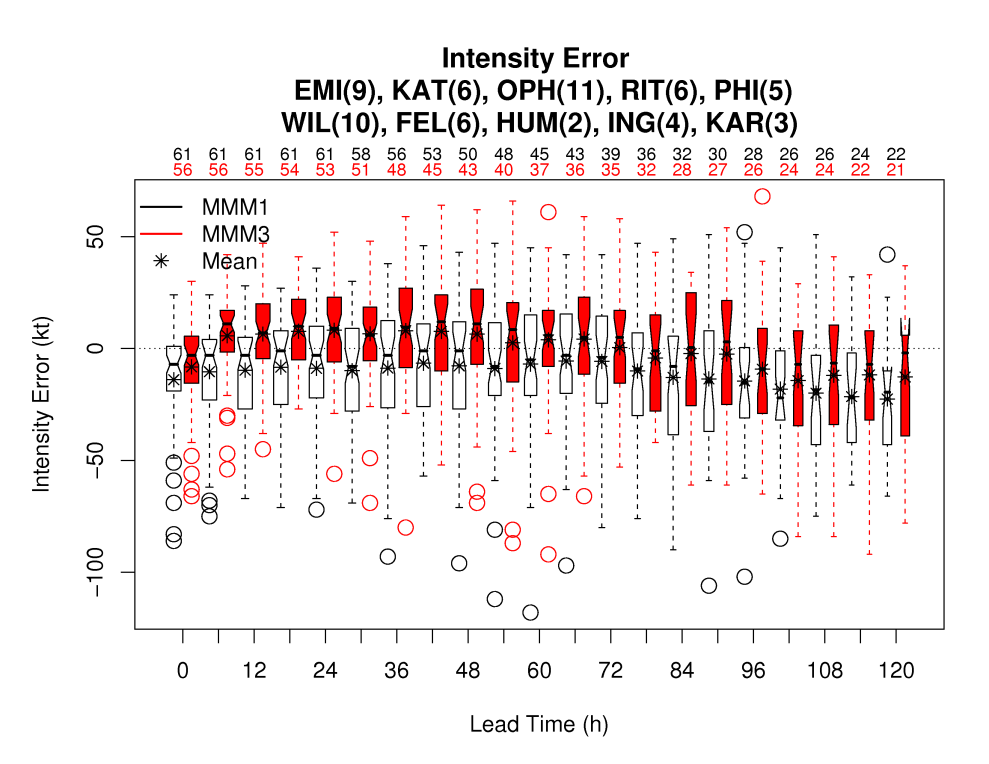 Intensity Error
EMI(9), KAT(6), OPH(11), RIT(6), PHI(5)
WIL(10), FEL(6), HUM(2), ING(4), KAR(3)
61 61 61 61 61 58 56 53 50 48 45 43 39 36 32 30 28 26 26 24 22
56 56 55 54 53 51 48 45 43 40 37 36 35 32 28 27 26 24 24 22 21
MMM1
MMM3
Mean
50
0
−50
−100
Intensity Error (kt)
0 12 24 36 48 60 72 84 96 108 120
Lead Time (h)